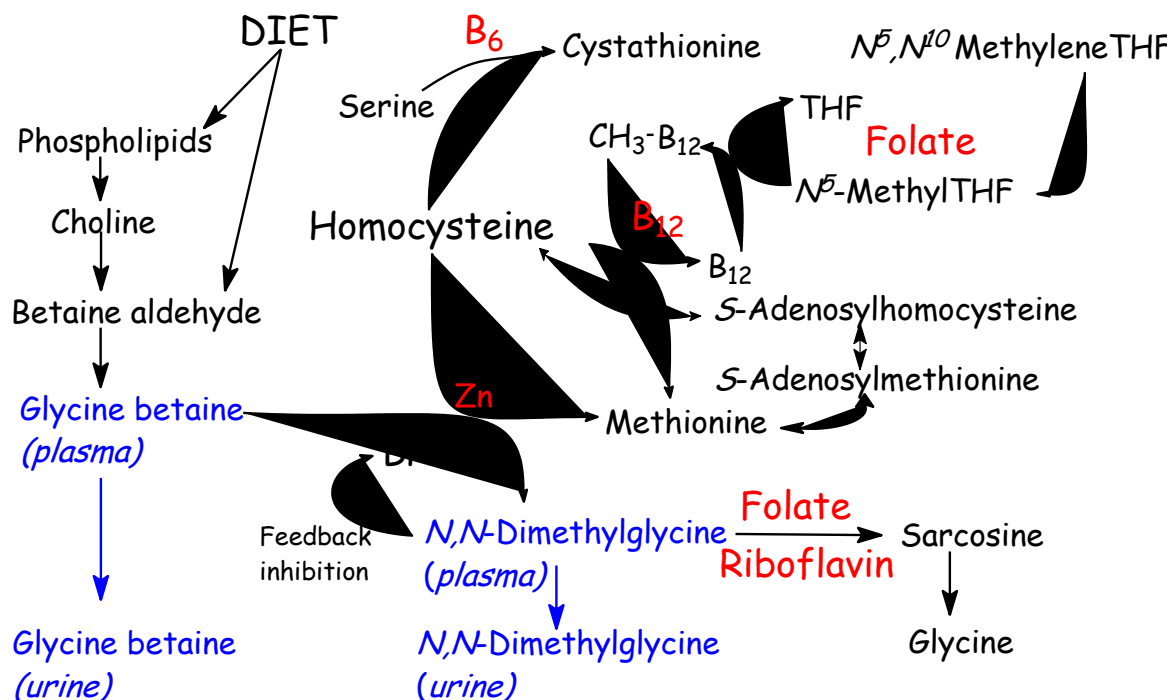 DIET
B6
Cystathionine
N5,N10 MethyleneTHF
Serine
THF
Phospholipids
CH3-B12
Folate
N5-MethylTHF
Choline
Homocysteine
B12
B12
Betaine aldehyde
S-Adenosylhomocysteine
S-Adenosylmethionine
Glycine betaine
(plasma)
Zn
Methionine
Feedback
inhibition
N,N-Dimethylglycine
(plasma)
Folate
Riboflavin
Sarcosine
Glycine betaine
(urine)
N,N-Dimethylglycine
(urine)
Glycine